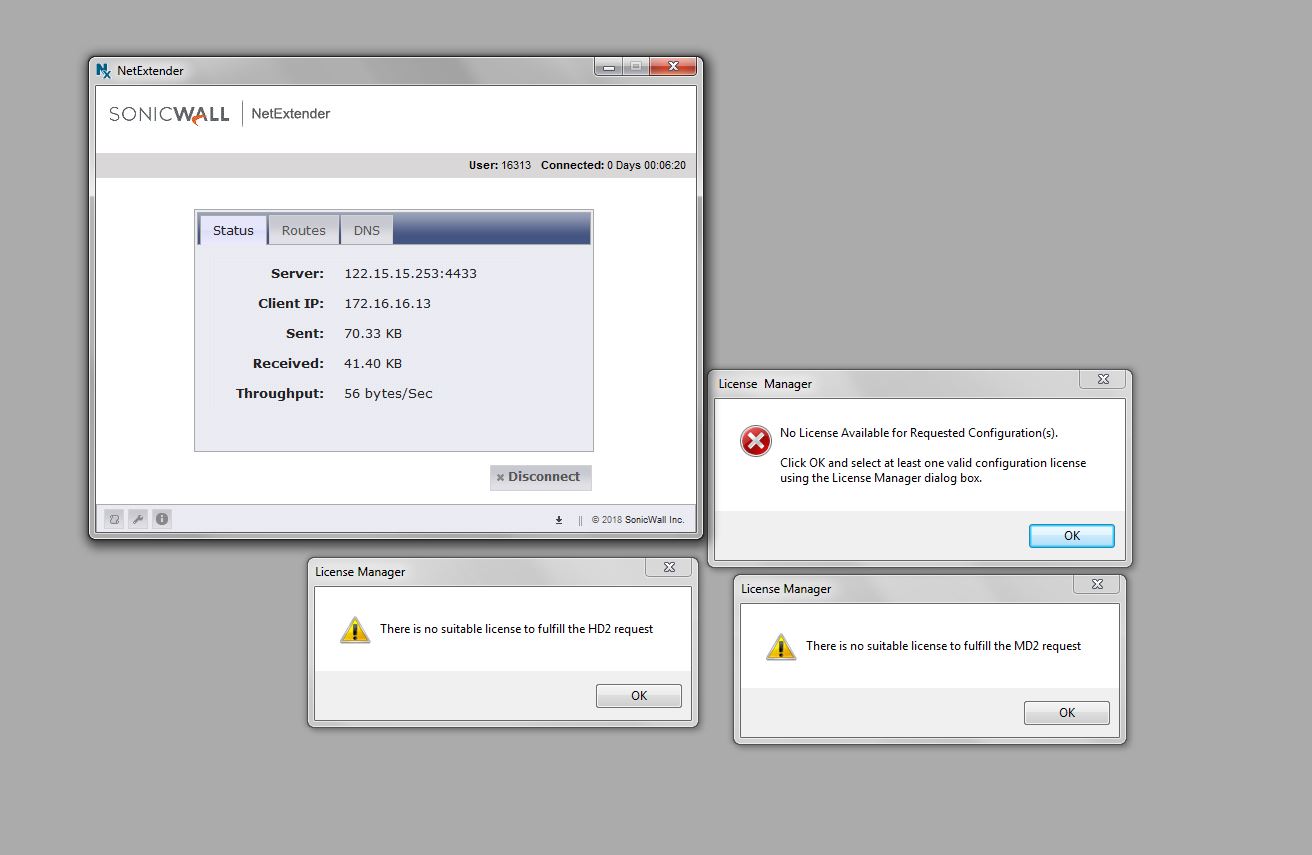 NetExtender
SONICWALL | NetExtender
User: 16313 Connected: 0 Days 00:06:20
Status Routes DNS
Server: 122.15.15.253:4433
Client IP: 172.16.16.13
Sent: 70.33 KB
Received: 41.40 KB
Throughput: 56 bytes/Sec
Disconnect
|| © 2018 SonicWall Inc.
License Manager
No License Available for Requested Configuration(s).
Click OK and select at least one valid configuration license
using the License Manager dialog box.
OK
License Manager
There is no suitable license to fulfill the HD2 request
OK
License Manager
There is no suitable license to fulfill the MD2 request
OK